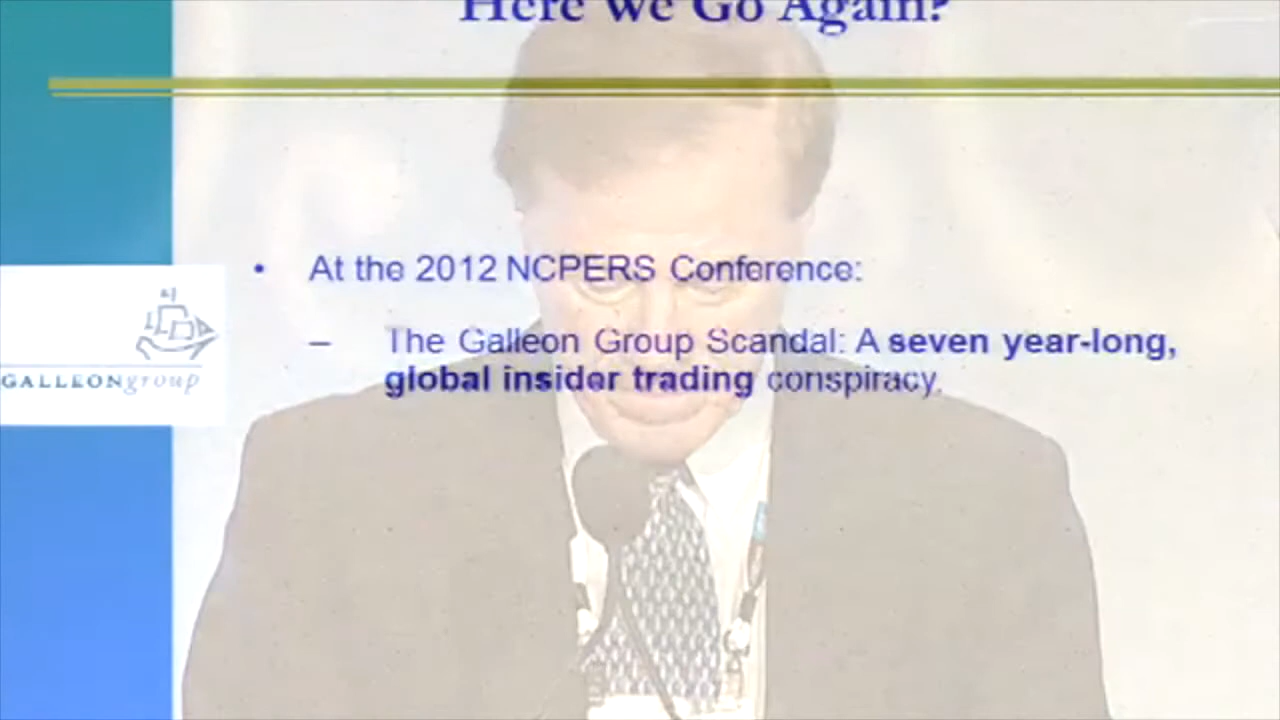 Here We Go Again?
• At the 2012 NCPERS Conference:
– The Galleon Group Scandal: A seven year-long,
global insider trading conspiracy.
GALLEONgroup